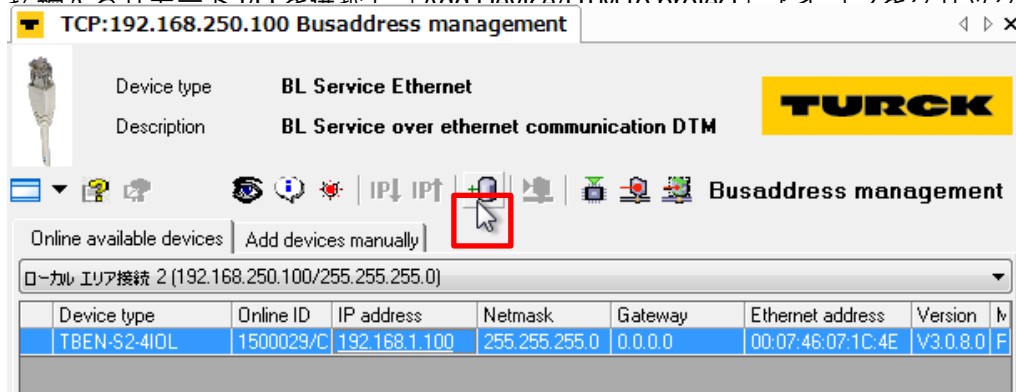 TCP:192.168.250.100 Busaddress management
Device type BL Service Ethernet
TURCK
Description BL Service over ethernet communication DTM
IP IP Busaddress management
Online available devices Add devices manually
ローカル エリア接続 2 (192.168.250.100/255.255.255.0)
Device type Online ID IP address Netmask Gateway Ethernet address Version
TBEN-S2-4IOL 1500029/C 192.168.1.100 255.255.255.0 0.0.0.0 00:07:46:07:1C:4E V3.0.8.0 F